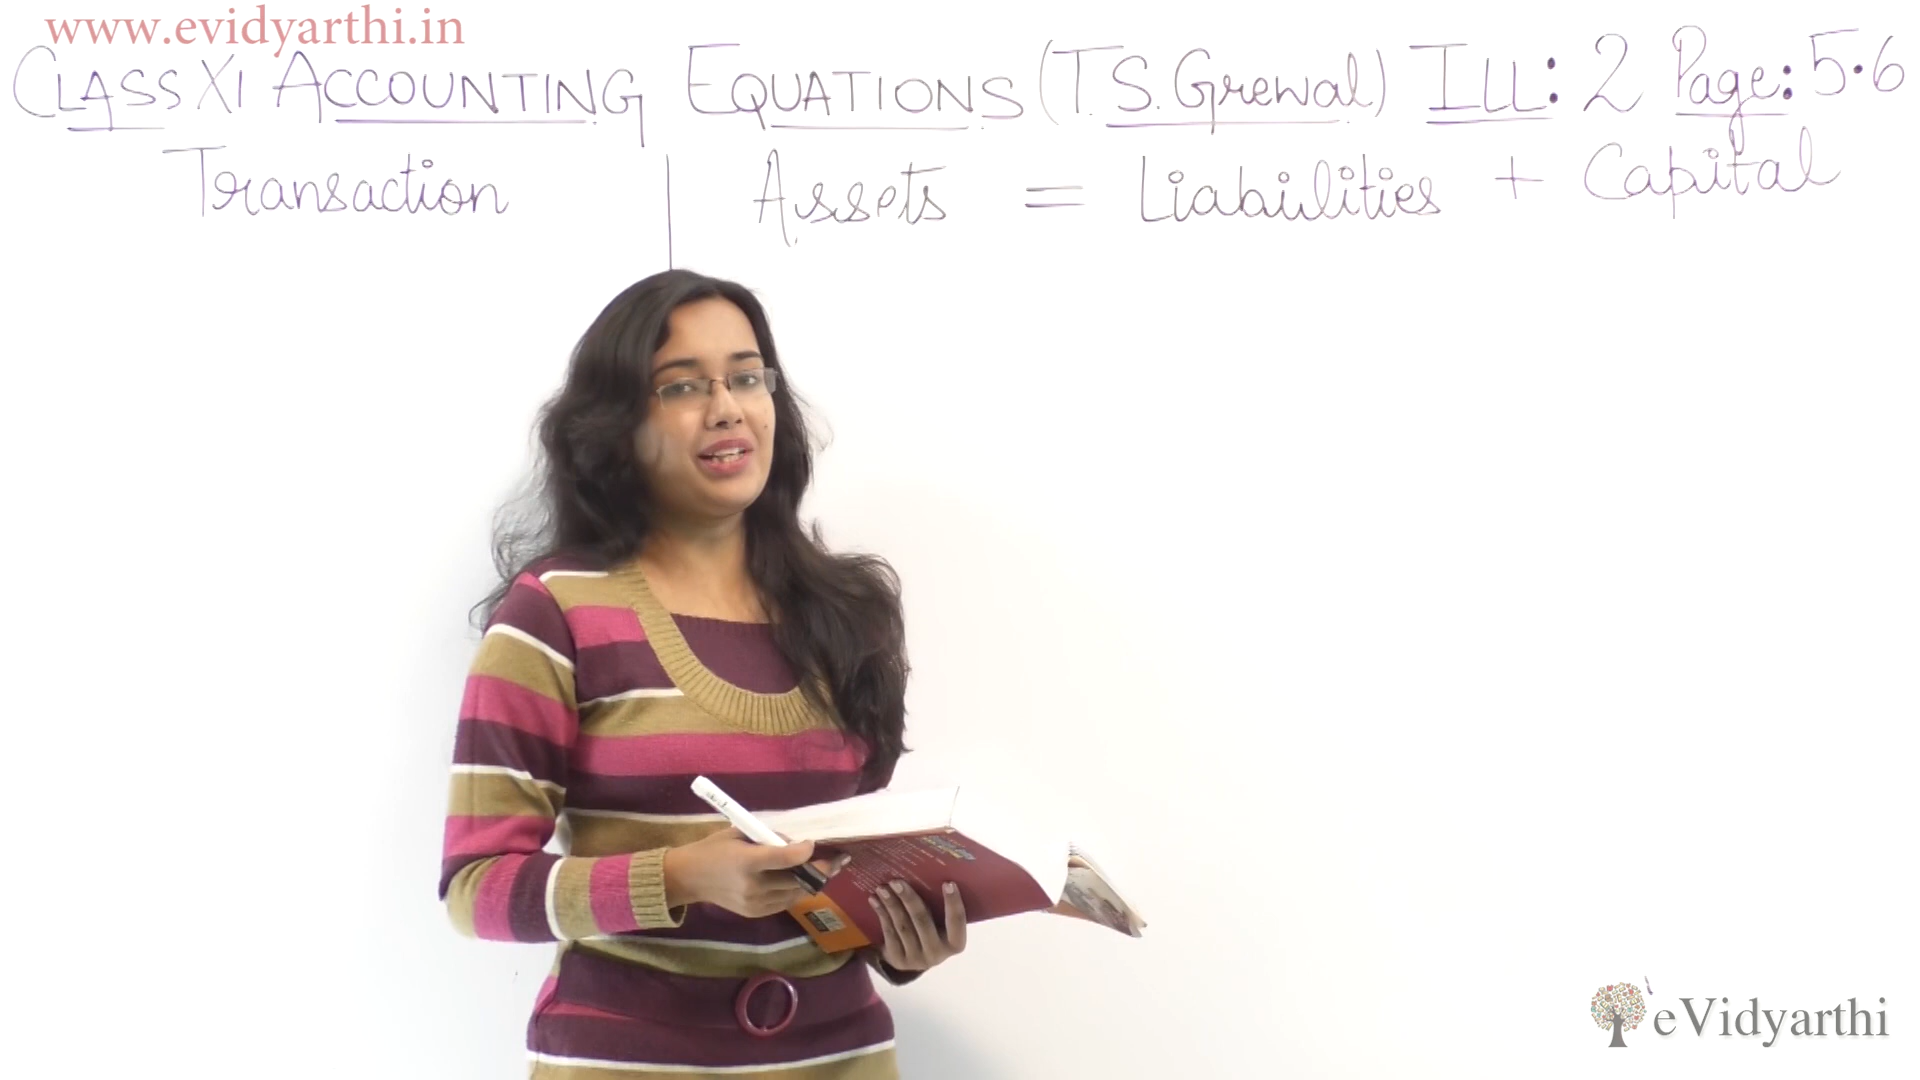 www.evidyarthi.in
CLASS XI ACCOUNTING EQUATIONS (T.S. Grewal) ILL: 2 Page: 5.6
Transaction | Assets = Liabilities + Capital
eVidyarthi